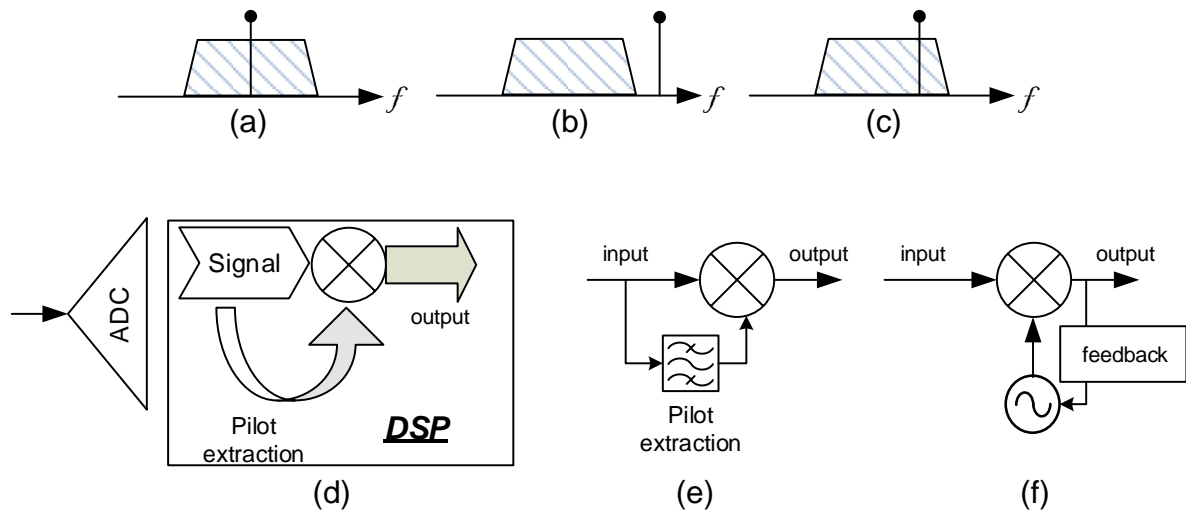 f
f
f
(a)
(b)
(c)
ADC
Signal
output
Pilot
extraction
DSP
(d)
input
output
Pilot
extraction
(e)
input
output
feedback
(f)